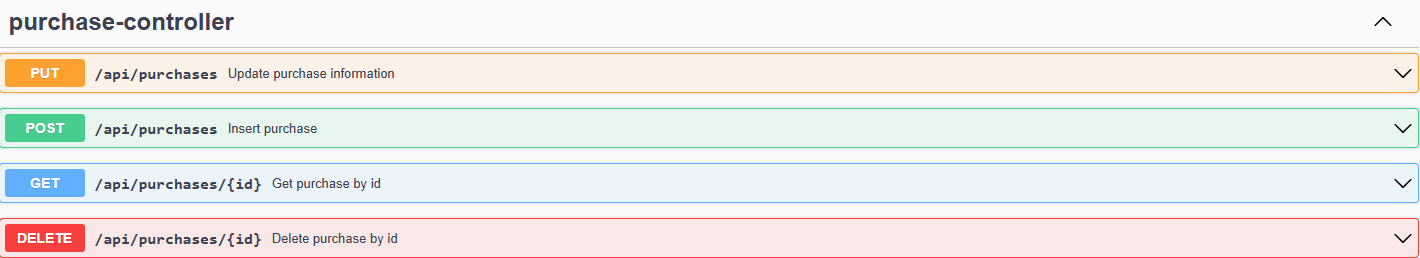 purchase-controller
PUT /api/purchases Update purchase information
POST /api/purchases Insert purchase
GET /api/purchases/{id} Get purchase by id
DELETE /api/purchases/{id} Delete purchase by id